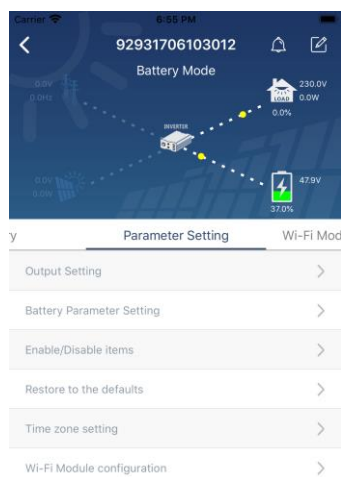 Carrier 6:55 PM
92931706103012
Battery Mode
0.0V
0.0Hz
230.0V
LOAD 0.0W
0.0%
INVERTER
0.0V
0.0W
47.9V
37.0%
y Parameter Setting Wi-Fi Mod
Output Setting
Battery Parameter Setting
Enable/Disable items
Restore to the defaults
Time zone setting
Wi-Fi Module configuration